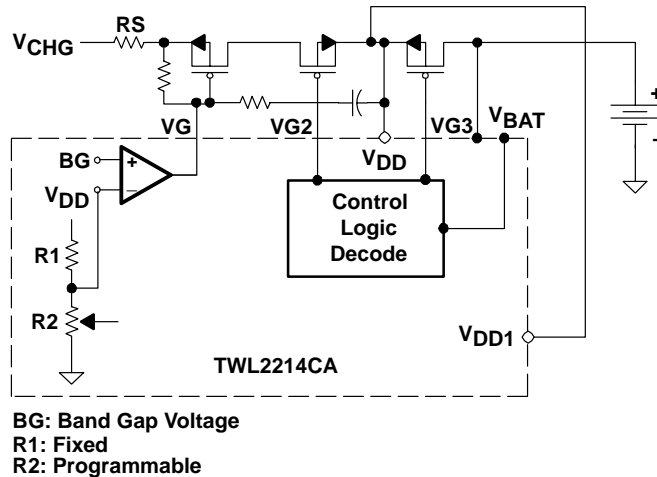 VCHG
RS
VG
VG2
VG3
VBAT
+
−
BG
+
VDD
−
VDD
Control
Logic
Decode
R1
R2
VDD1
TWL2214CA
BG: Band Gap Voltage
R1: Fixed
R2: Programmable